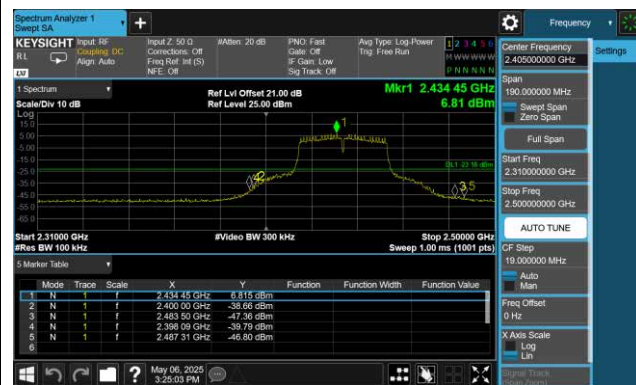 Spectrum Analyzer 1
Swept SA
Frequency
KEYSIGHT
Input: RF
Coupling: DC
Align: Auto
Input Z: 50 Ω
Corrections: Off
Freq Ref: Int (S)
NFE: Off
#Atten: 20 dB
PNO: Fast
Gate: Off
IF Gain: Low
Sig Track: Off
Avg Type: Log-Power
Trig: Free Run
1 2 3 4 5 6
M W W W W W
P N N N N N
RL
LXI
1 Spectrum
Scale/Div 10 dB
Ref Lvl Offset 21.00 dB
Ref Level 25.00 dBm
Mkr1 2.434 45 GHz
6.81 dBm
Log
15.0
5.00
-5.00
-15.0
-25.0
-35.0
-45.0
-55.0
-65.0
1
DL1 -23.18 dBm
Start 2.31000 GHz
#Res BW 100 kHz
#Video BW 300 kHz
Stop 2.50000 GHz
Sweep 1.00 ms (1001 pts)
5 Marker Table
Mode Trace Scale X Y Function Function Width Function Value
1 N 1 f 2.434 45 GHz 6.815 dBm
2 N 1 f 2.400 00 GHz -38.66 dBm
3 N 1 f 2.483 50 GHz -47.36 dBm
4 N 1 f 2.398 09 GHz -39.79 dBm
5 N 1 f 2.487 31 GHz -46.80 dBm
6
May 06, 2025
3:25:03 PM
Center Frequency
2.405000000 GHz
Settings
Span
190.000000 MHz
Swept Span
Zero Span
Full Span
Start Freq
2.310000000 GHz
Stop Freq
2.500000000 GHz
AUTO TUNE
CF Step
19.000000 MHz
Auto
Man
Freq Offset
0 Hz
X Axis Scale
Log
Lin
Signal Track
(Span Zoom)